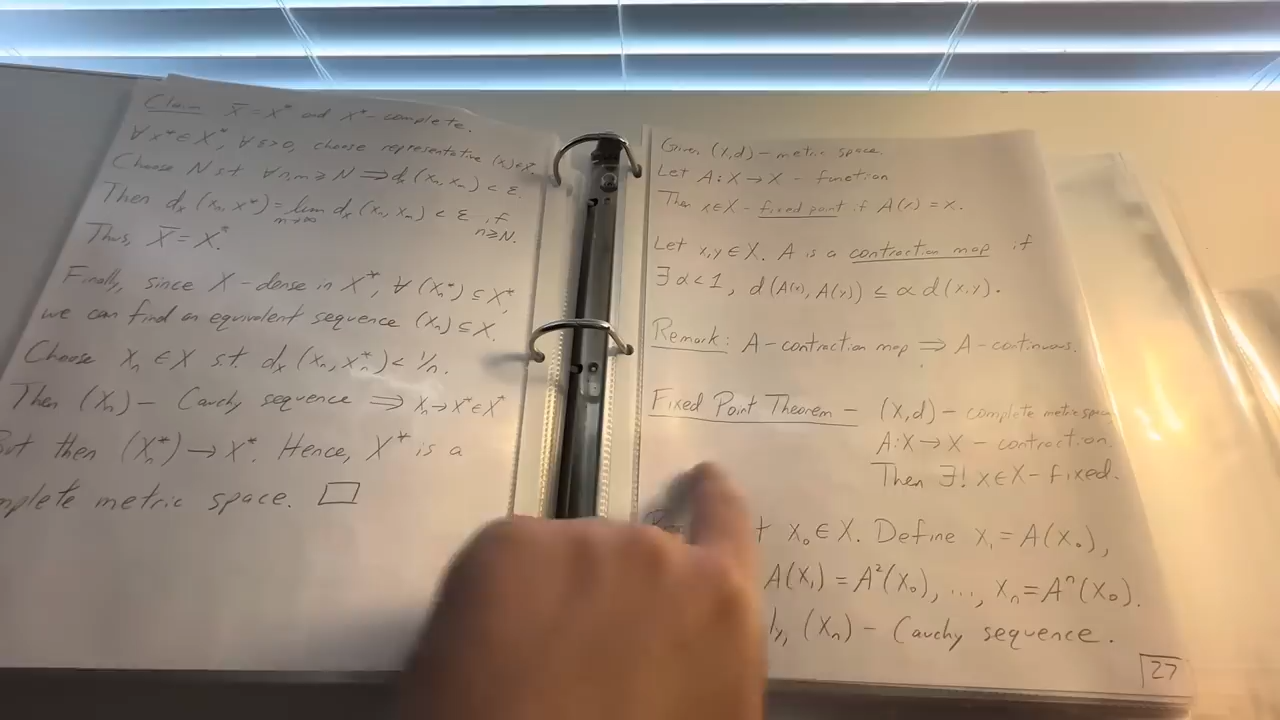 Claim X̄ = X* and X* - complete.
∀ x* ∈ X*, ∀ ε>0, choose representative (xₙ) ∈ x*.
Choose N st ∀ n,m ≥ N ⟹ dₓ(xₙ, xₘ) < ε.
Then dₓ(xₙ, x*) = lim m→∞ dₓ(xₙ, xₘ) < ε if n ≥ N.
Thus, X̄ = X*.
Finally, since X - dense in X*, ∀ (xₙ*) ⊆ X*,
we can find an equivalent sequence (xₙ) ⊆ X.
Choose xₙ ∈ X s.t. dₓ(xₙ, xₙ*) < 1/n.
Then (xₙ) - Cauchy sequence ⟹ xₙ → x* ∈ X*
But then (xₙ*) → x*. Hence, X* is a
mplete metric space. □
Given (X,d) - metric space.
Let A: X → X - function
Then x∈X - fixed point if A(x) = x.
Let x,y ∈ X. A is a contraction map if
∃ α < 1, d(A(x), A(y)) ≤ α d(x,y).
Remark: A - contraction map ⟹ A - continuous.
Fixed Point Theorem - (X,d) - complete metric space,
A: X → X - contraction.
Then ∃! x∈X - fixed.
x₀ ∈ X. Define x₁ = A(x₀),
A(x₁) = A²(x₀), ..., xₙ = Aⁿ(x₀).
(xₙ) - Cauchy sequence.
27